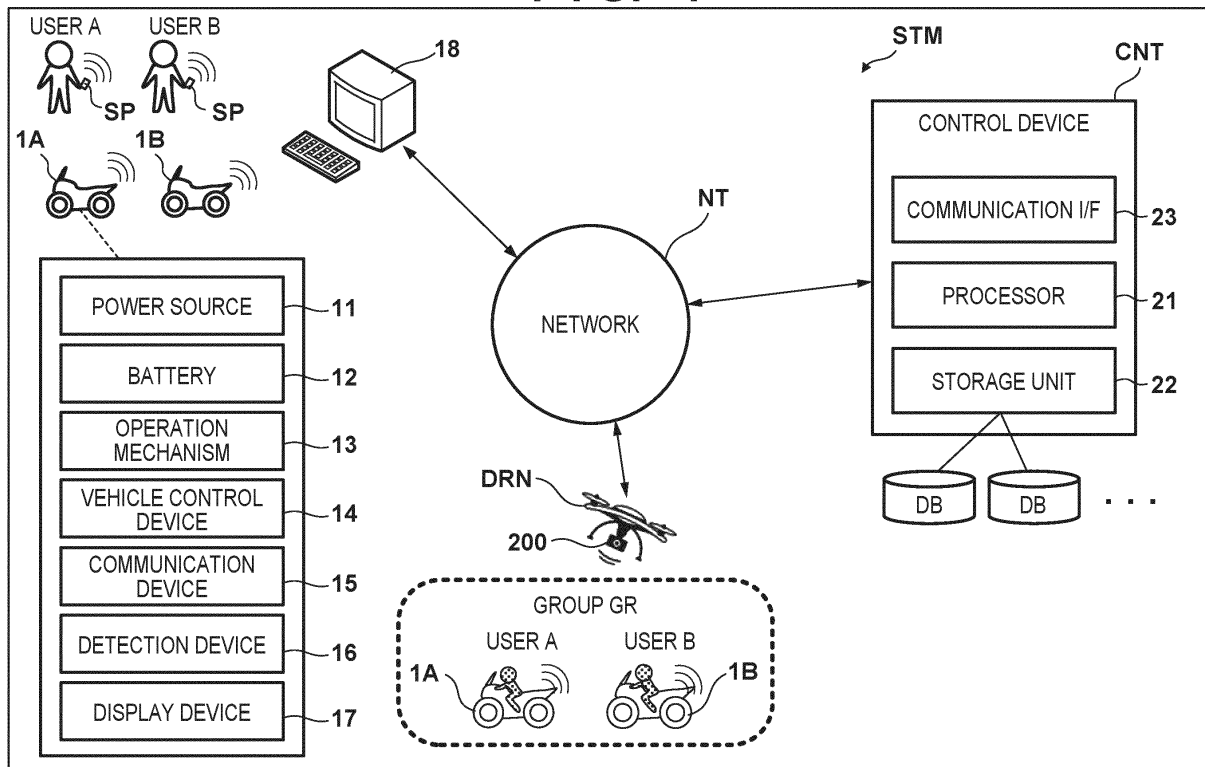 USER A
USER B
SP
SP
1A
1B
18
STM
CNT
CONTROL DEVICE
COMMUNICATION I/F
23
PROCESSOR
21
STORAGE UNIT
22
DB
DB
. . .
NT
NETWORK
POWER SOURCE
11
BATTERY
12
OPERATION
MECHANISM
13
VEHICLE CONTROL
DEVICE
14
COMMUNICATION
DEVICE
15
DETECTION DEVICE
16
DISPLAY DEVICE
17
DRN
200
GROUP GR
USER A
USER B
1A
1B